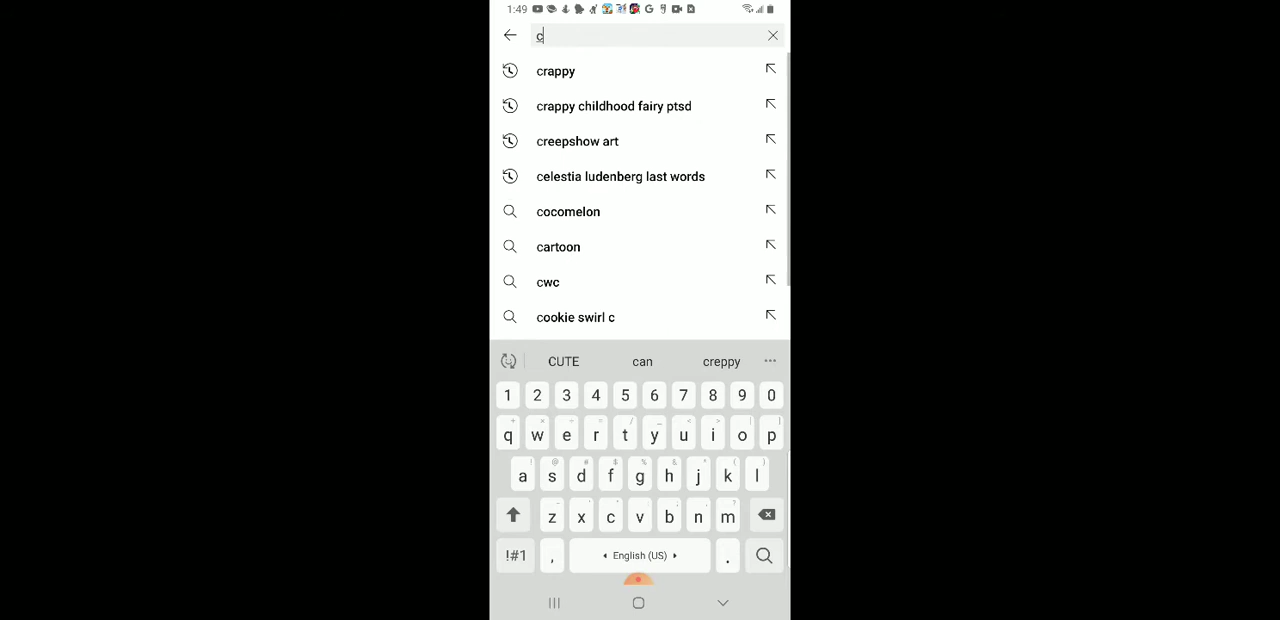 1:49
c
crappy
crappy childhood fairy ptsd
creepshow art
celestia ludenberg last words
cocomelon
cartoon
cwc
cookie swirl c
CUTE can creppy ...
1 2 3 4 5 6 7 8 9 0
q w e r t y u i o p
a s d f g h j k l
z x c v b n m
!#1 , English (US) .